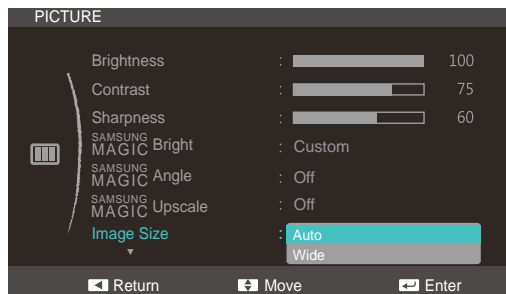 PICTURE
Brightness : 100
Contrast : 75
Sharpness : 60
SAMSUNG MAGIC Bright : Custom
SAMSUNG MAGIC Angle : Off
SAMSUNG MAGIC Upscale : Off
Image Size : Auto
Wide
Return Move Enter